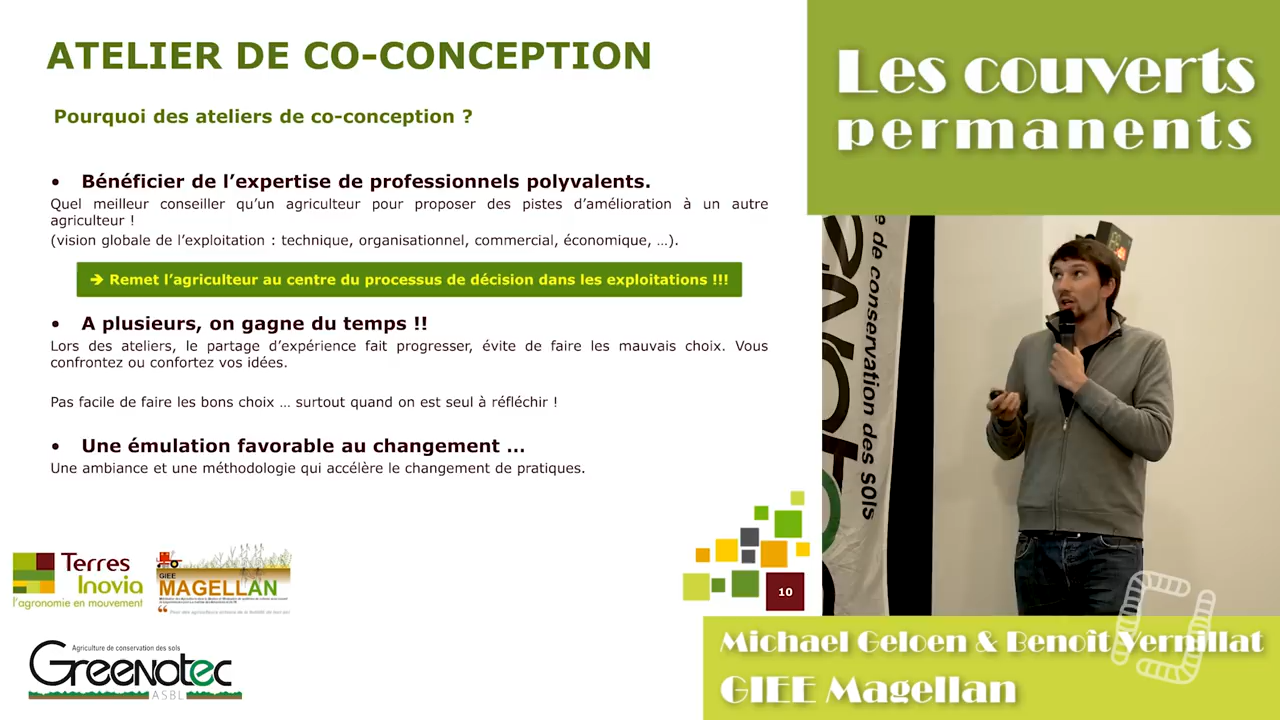 ATELIER DE CO-CONCEPTION
Pourquoi des ateliers de co-conception ?
• Bénéficier de l’expertise de professionnels polyvalents.
Quel meilleur conseiller qu’un agriculteur pour proposer des pistes d’amélioration à un autre
agriculteur !
(vision globale de l’exploitation : technique, organisationnel, commercial, économique, …).
➔ Remet l’agriculteur au centre du processus de décision dans les exploitations !!!
• A plusieurs, on gagne du temps !!
Lors des ateliers, le partage d’expérience fait progresser, évite de faire les mauvais choix. Vous
confrontez ou confortez vos idées.
Pas facile de faire les bons choix … surtout quand on est seul à réfléchir !
• Une émulation favorable au changement …
Une ambiance et une méthodologie qui accélère le changement de pratiques.
10
Terres
Inovia
l’agronomie en mouvement
GIEE
MAGELLAN
Agriculture de conservation des sols
Greenotec
ASBL
Les couverts
permanents
e de conservation des sols
Michael Geloen & Benoît Vernillat
GIEE Magellan